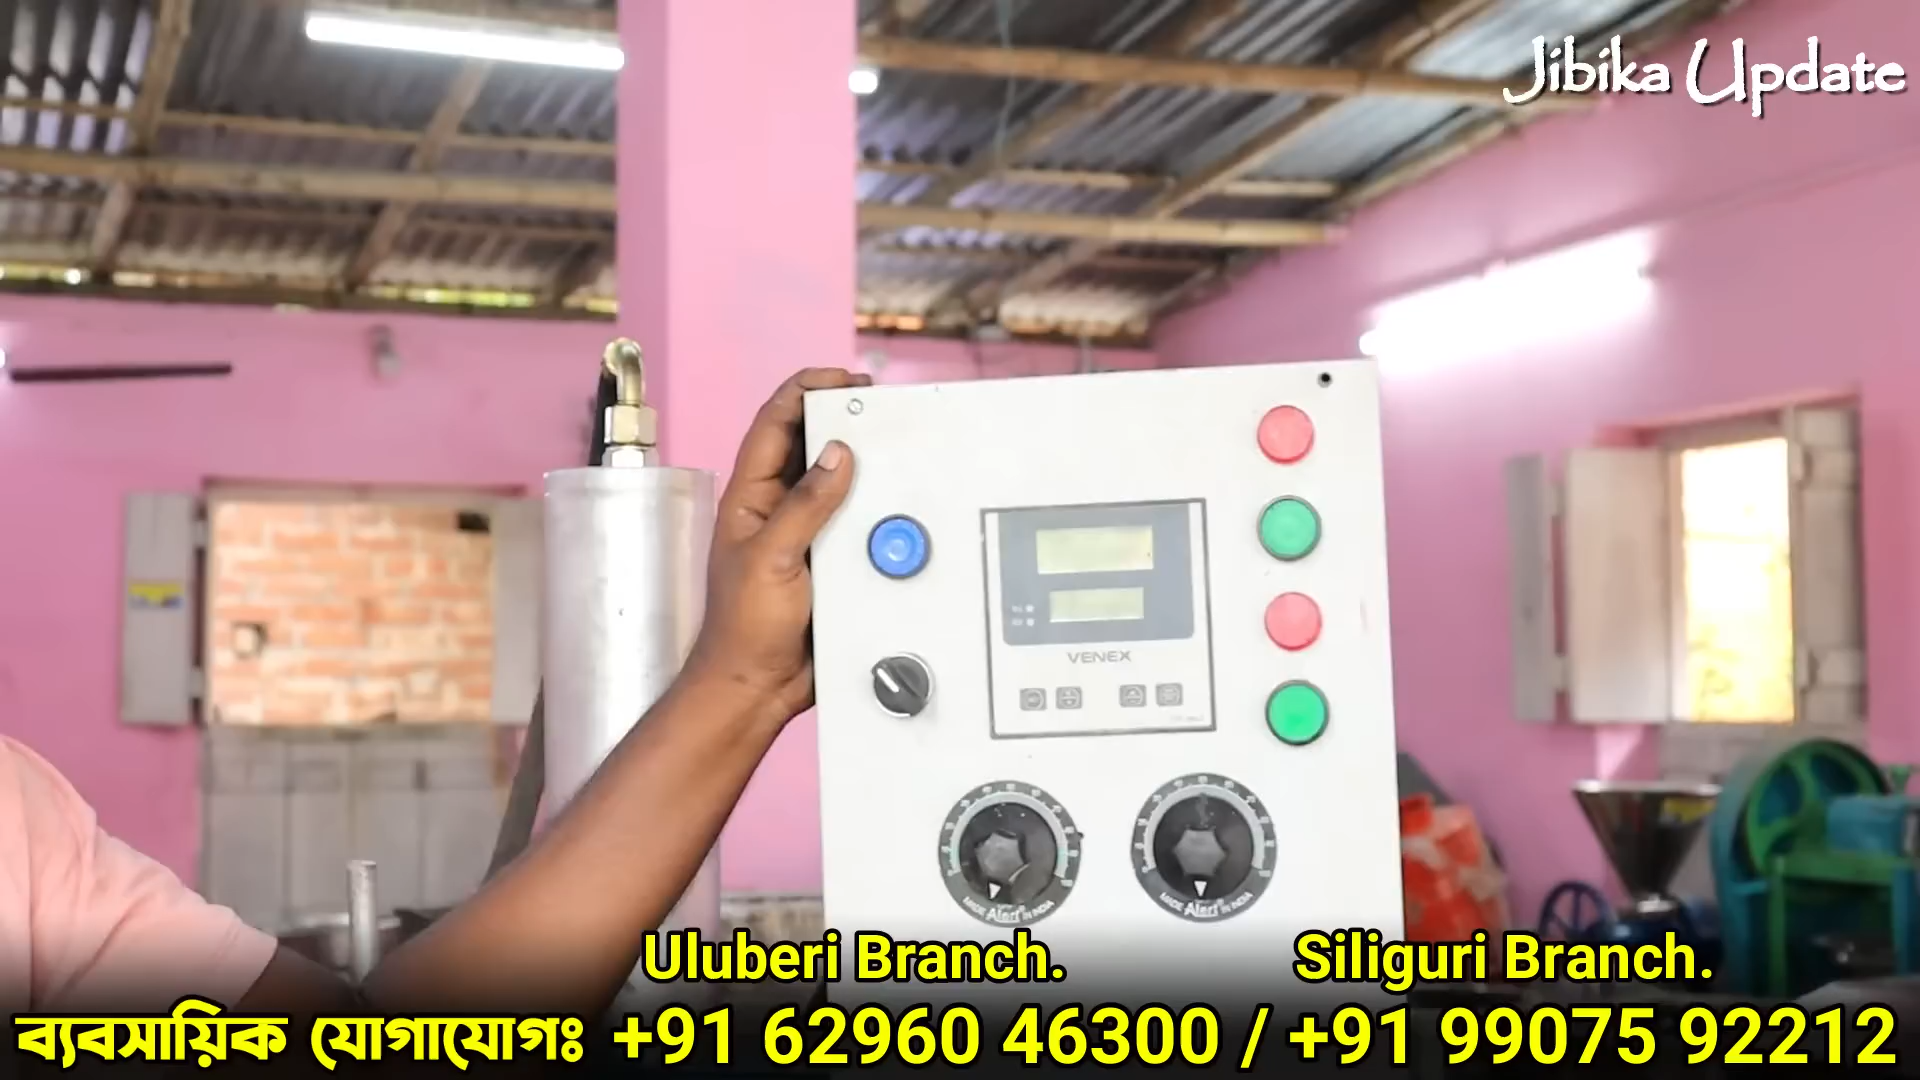 Jibika Update
VENEX
MADE Alert IN INDIA
MADE Alert IN INDIA
Uluberi Branch.
Siliguri Branch.
ব্যবসায়িক যোগাযোগঃ +91 62960 46300 / +91 99075 92212